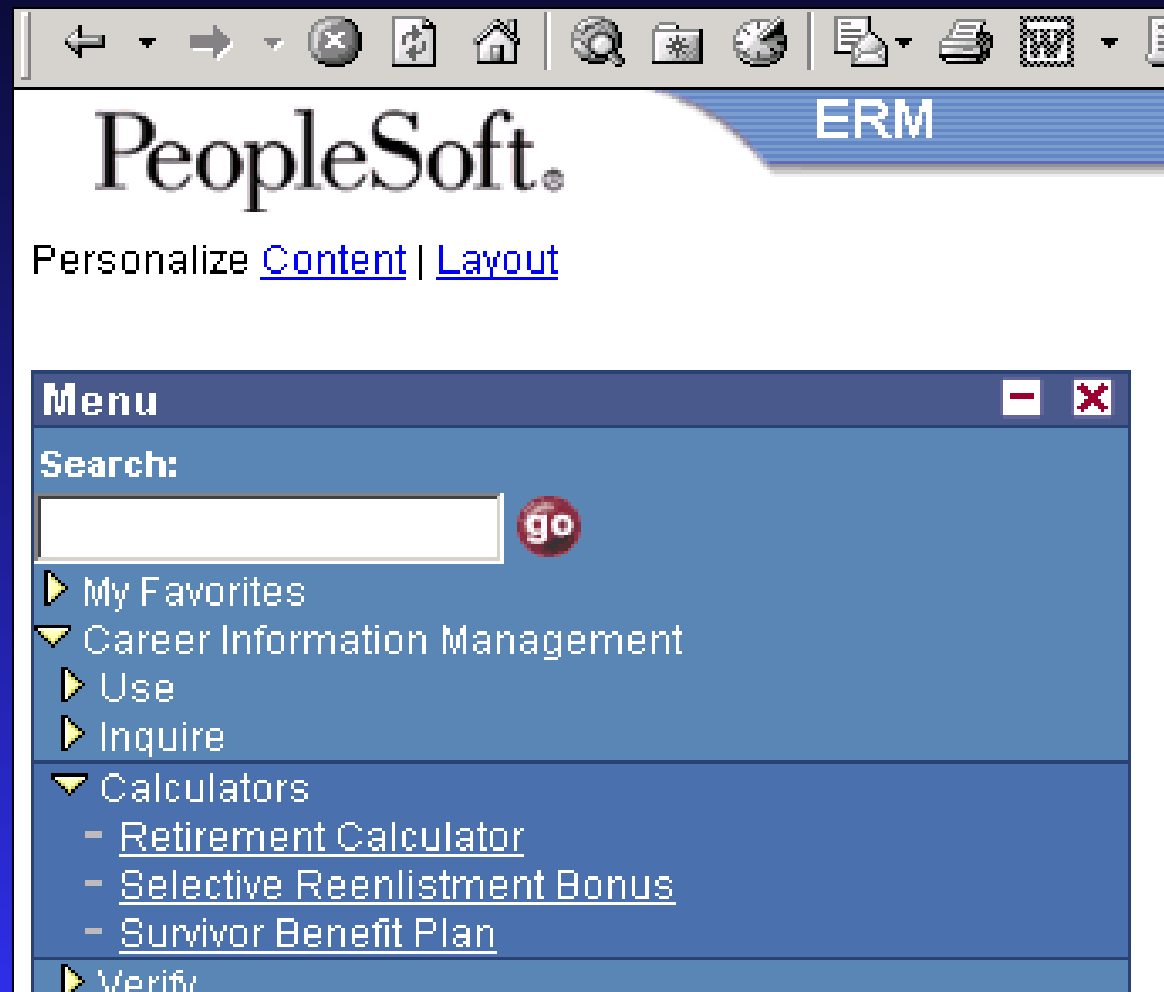 PeopleSoft®
ERM
Personalize Content | Layout
Menu
Search:
go
My Favorites
Career Information Management
Use
Inquire
Calculators
Retirement Calculator
Selective Reenlistment Bonus
Survivor Benefit Plan
Verify